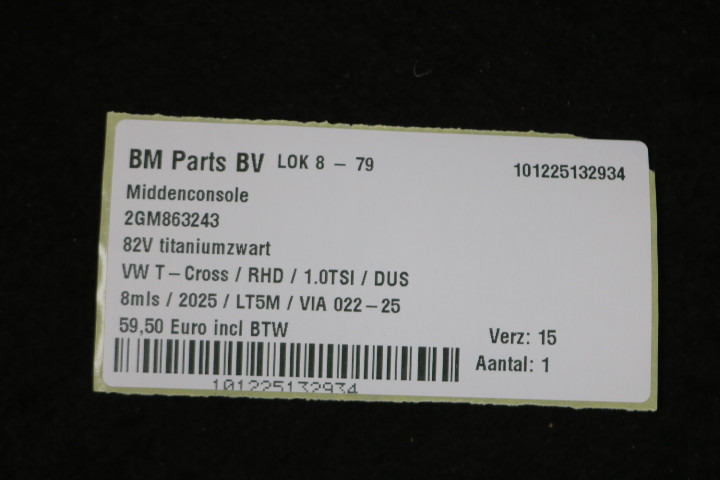 BM Parts BV LOK 8 - 79 101225132934
Middenconsole
2GM863243
82V titaniumzwart
VW T-Cross / RHD / 1.0TSI / DUS
8mls / 2025 / LT5M / VIA 022-25
59,50 Euro incl BTW
Verz: 15
Aantal: 1
101225132934